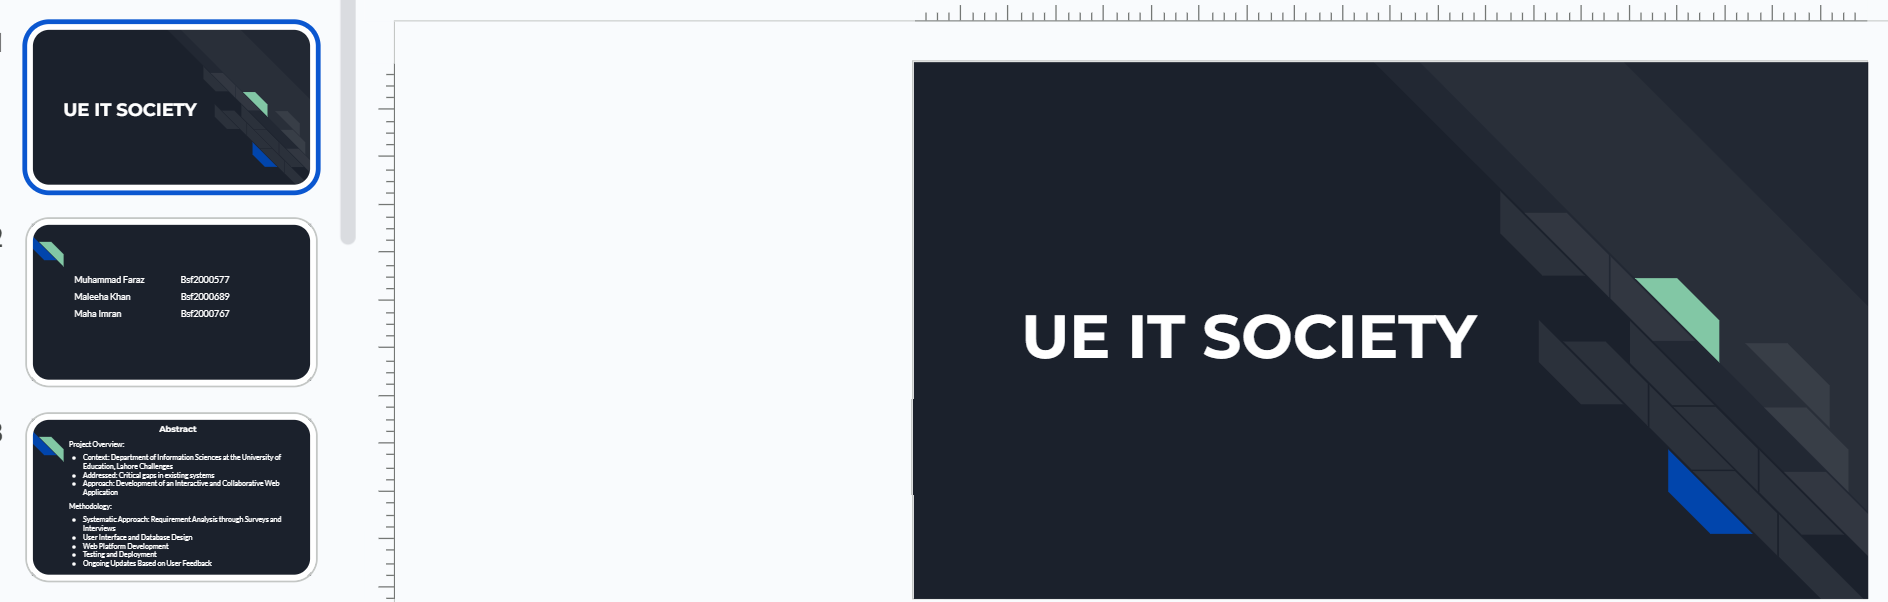 UE IT SOCIETY
2
Muhammad Faraz Bsf2000577
Maleeha Khan Bsf2000689
Maha Imran Bsf2000767
Abstract
Project Overview:
● Context: Department of Information Sciences at the University of
Education, Lahore Challenges
● Addressed: Critical gaps in existing systems
● Approach: Development of an Interactive and Collaborative Web
Application
Methodology:
● Systematic Approach: Requirement Analysis through Surveys and
Interviews
● User Interface and Database Design
● Web Platform Development
● Testing and Deployment
● Ongoing Updates Based on User Feedback
UE IT SOCIETY